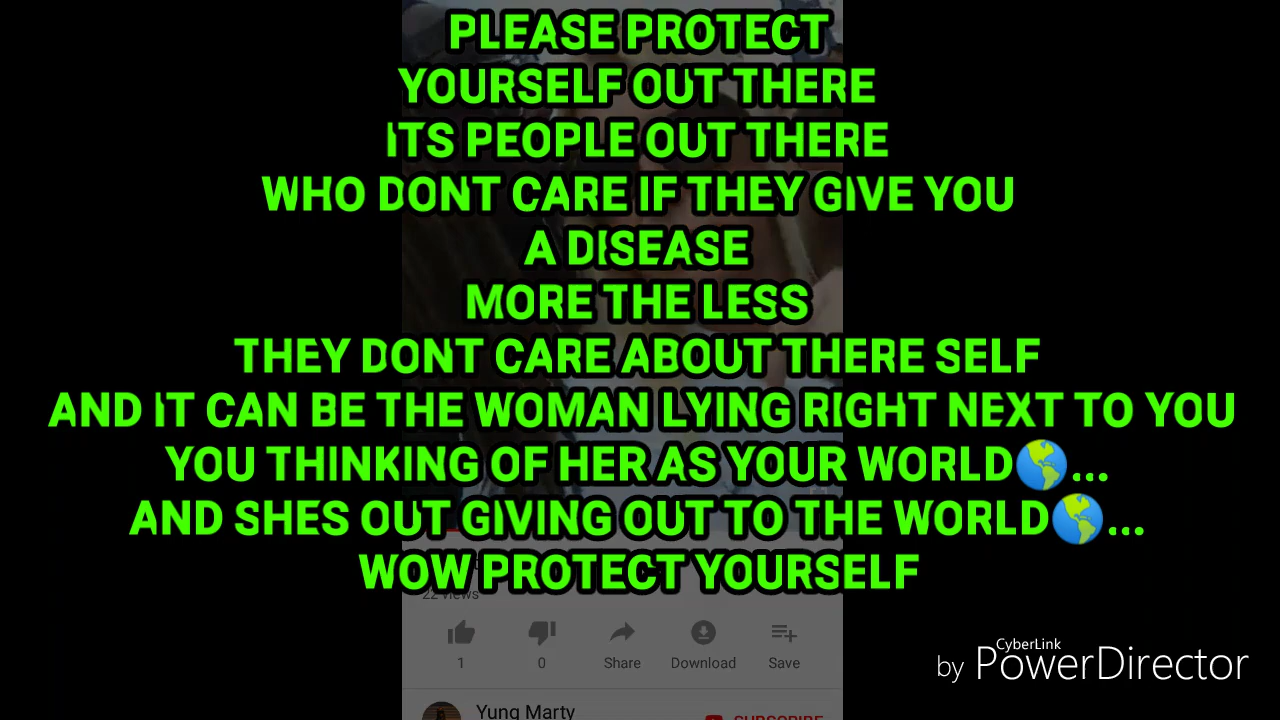 PLEASE PROTECT
YOURSELF OUT THERE
ITS PEOPLE OUT THERE
WHO DONT CARE IF THEY GIVE YOU
A DISEASE
MORE THE LESS
THEY DONT CARE ABOUT THERE SELF
AND IT CAN BE THE WOMAN LYING RIGHT NEXT TO YOU
YOU THINKING OF HER AS YOUR WORLD🌎...
AND SHES OUT GIVING OUT TO THE WORLD🌎...
WOW PROTECT YOURSELF
22 views
1 0 Share Download Save
CyberLink
by PowerDirector
Yung Marty
SUBSCRIBE